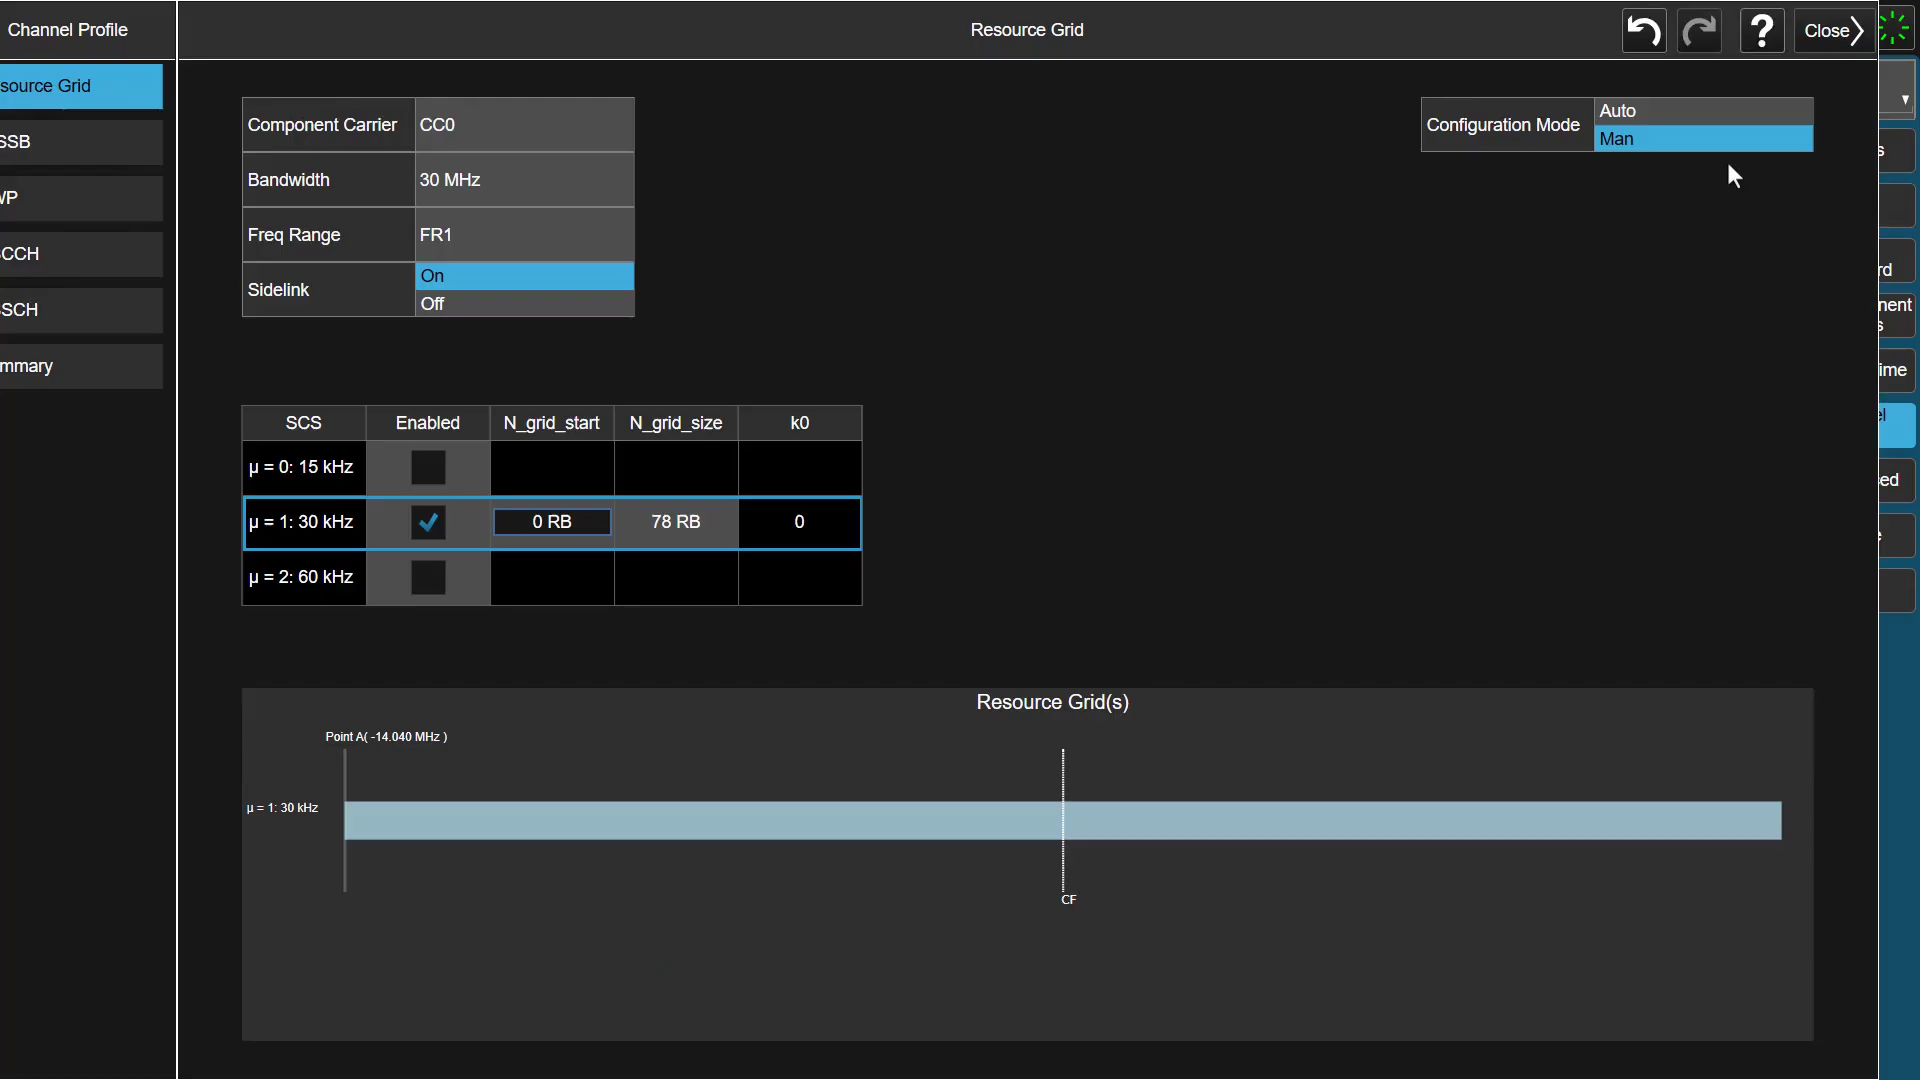 Channel Profile
Resource Grid
?
Close
source Grid
SSB
WP
CCH
SCH
mmary
Component Carrier CC0
Bandwidth 30 MHz
Freq Range FR1
Sidelink On
Off
Configuration Mode Auto
Man
SCS Enabled N_grid_start N_grid_size k0
μ = 0: 15 kHz
μ = 1: 30 kHz 0 RB 78 RB 0
μ = 2: 60 kHz
Resource Grid(s)
Point A( -14.040 MHz )
μ = 1: 30 kHz
CF
s
rd
nent
s
ime
el
ced
e